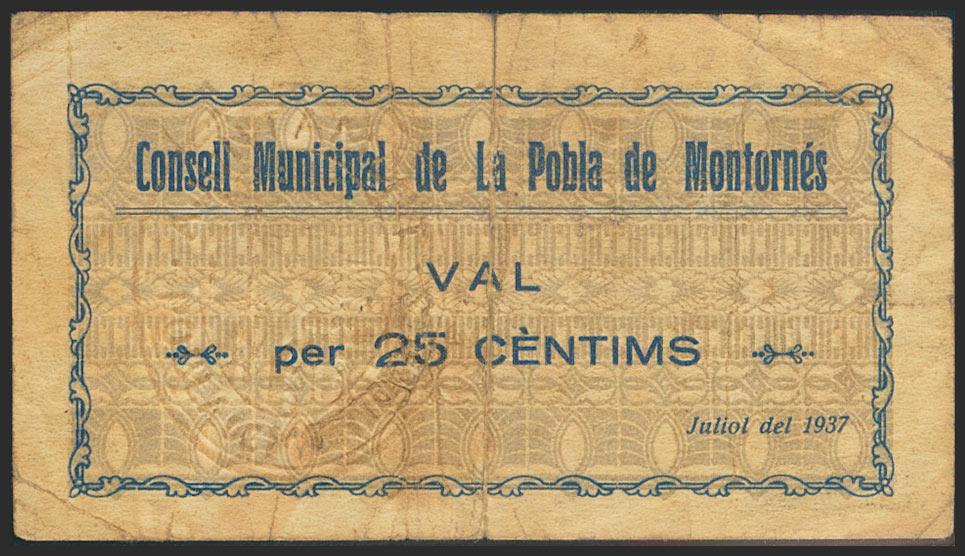 Consell Municipal de La Pobla de Montornés
VAL
per 25 CÈNTIMS
Juliol del 1937